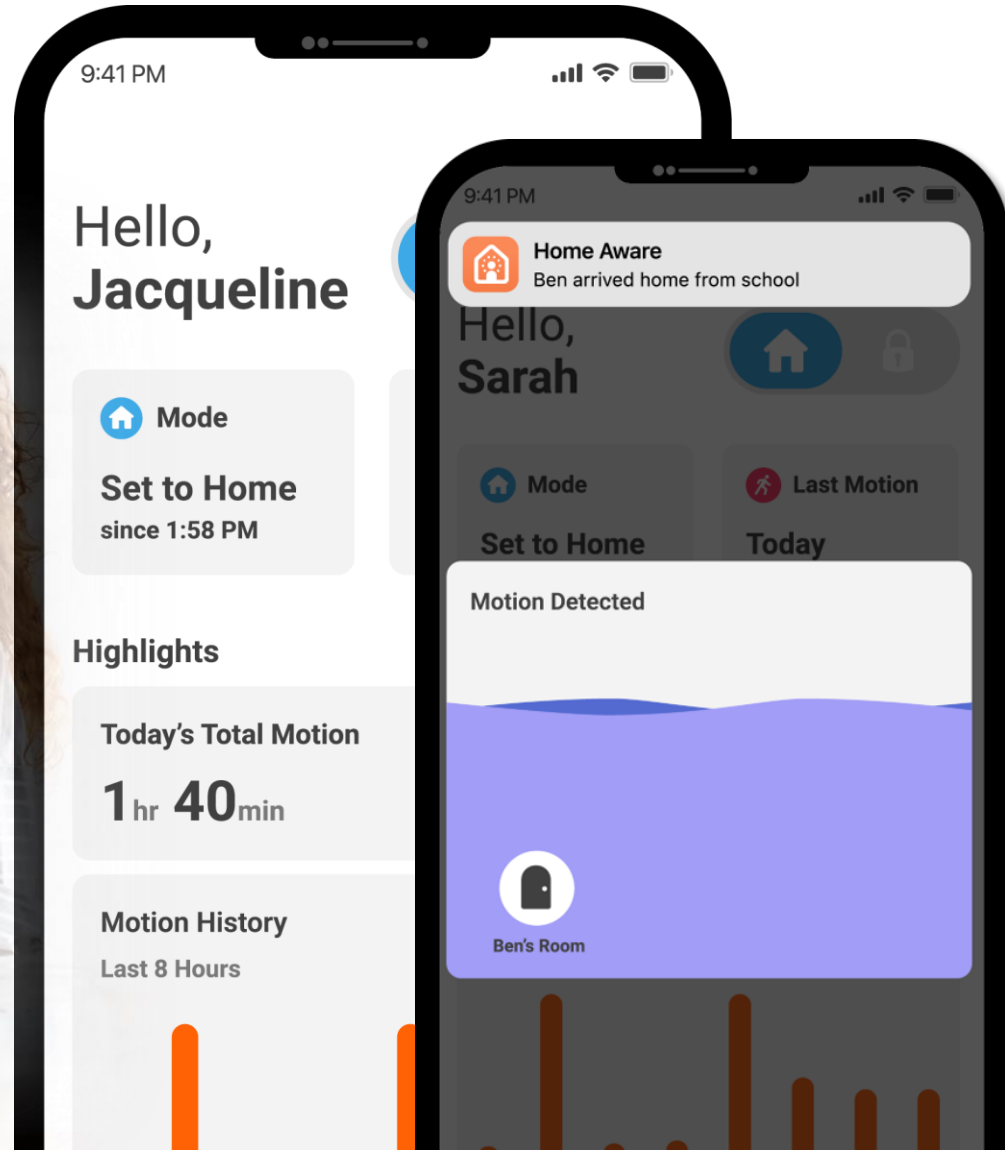 9:41 PM
Hello,
Jacqueline
Mode
Set to Home
since 1:58 PM
Highlights
Today's Total Motion
1hr 40min
Motion History
Last 8 Hours
9:41 PM
Home Aware
Ben arrived home from school
Hello,
Sarah
Mode
Set to Home
Last Motion
Today
Motion Detected
Ben's Room